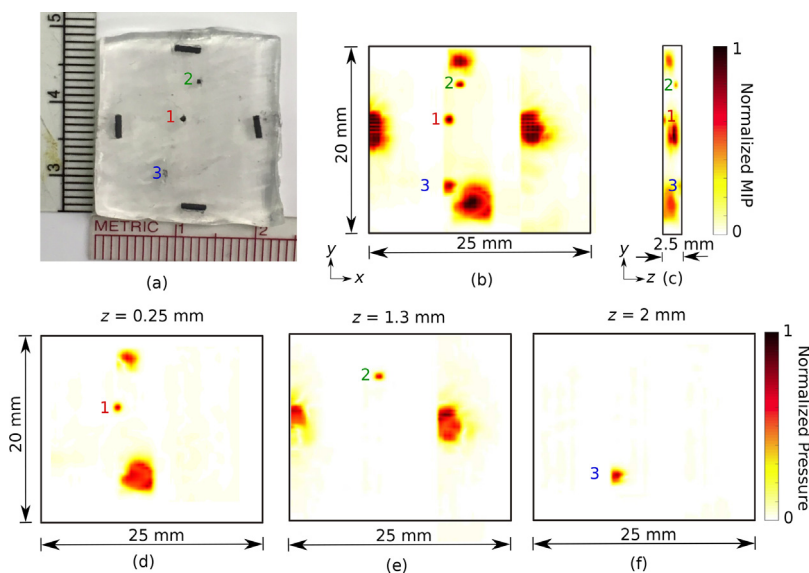 5
4
3
2
1
3
METRIC
1
2
(a)
20 mm
2
1
3
25 mm
y
x
(b)
2
1
3
2.5 mm
y
z
(c)
1
0
Normalized MIP
z = 0.25 mm
z = 1.3 mm
z = 2 mm
20 mm
1
25 mm
(d)
2
25 mm
(e)
3
25 mm
(f)
1
0
Normalized Pressure